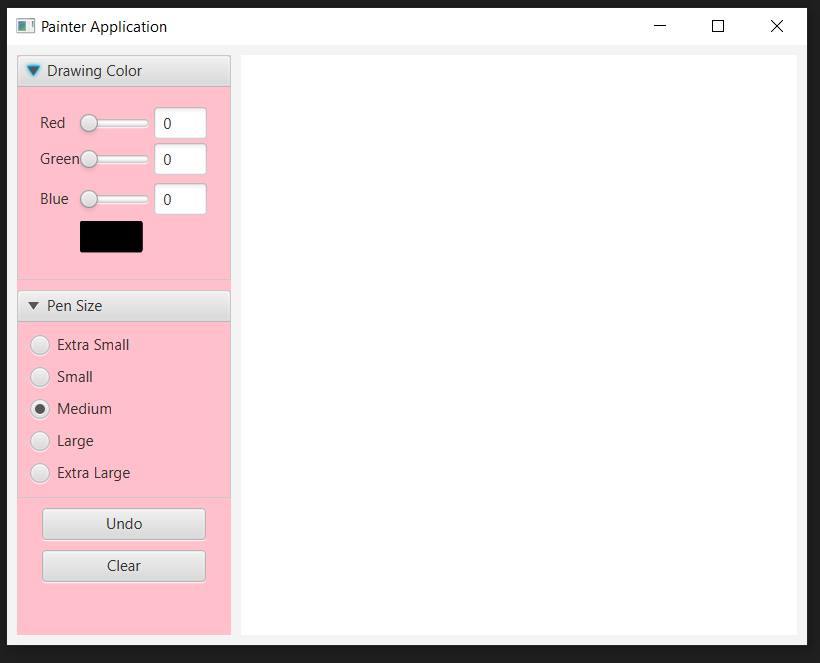 Painter Application
Drawing Color
Red 0
Green 0
Blue 0
Pen Size
Extra Small
Small
Medium
Large
Extra Large
Undo
Clear